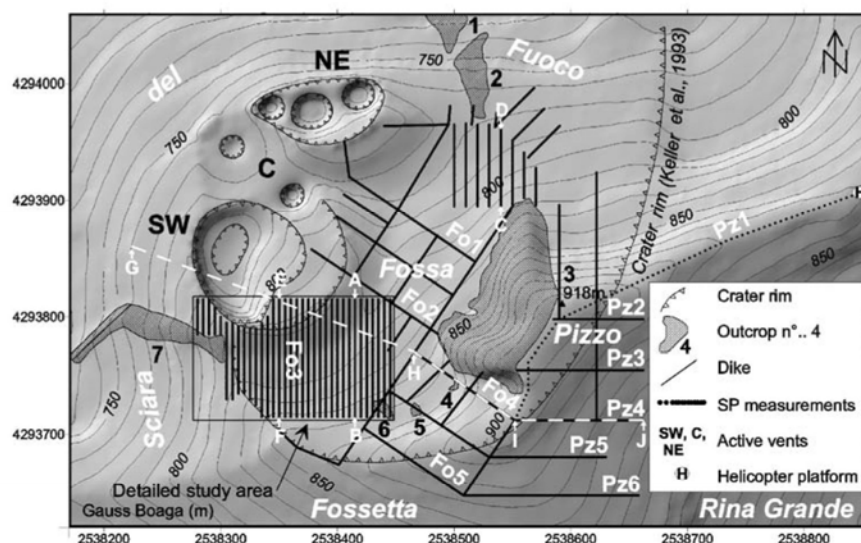 4294000
4293900
4293800
4293700
2538200
2538300
2538400
2538500
2538600
2538700
2538800
Gauss Boaga (m)
1
2
750
Fuoco
del
NE
750
C
SW
D
800
C
Fo1
Fossa
Fo2
G
E
A
800
850
3
918m
Pizzo
Crater rim (Keller et al., 1993)
800
850
850
H
Pz1
Pz2
Pz3
Pz4
Pz5
Pz6
Fo3
H
Fo4
4
5
6
900
I
J
F
B
Fo5
7
Sciara
750
800
850
Detailed study area
Fossetta
Rina Grande
N
Crater rim
4
Outcrop n°.. 4
Dike
SP measurements
SW, C,
NE
Active vents
H
Helicopter platform